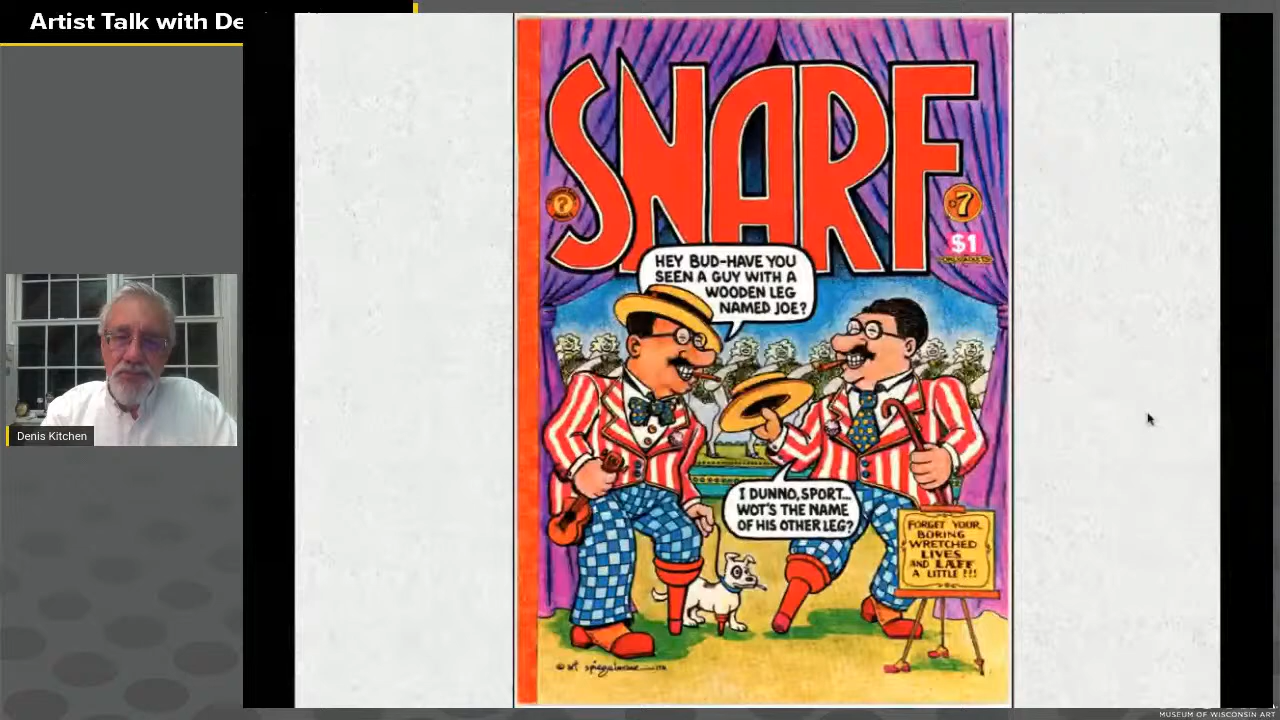 Artist Talk with De
SNARF
?
#7
$1
HEY BUD-HAVE YOU
SEEN A GUY WITH A
WOODEN LEG
NAMED JOE?
I DUNNO, SPORT...
WOT'S THE NAME
OF HIS OTHER LEG?
FORGET YOUR
BORING
WRETCHED
LIVES
AND LAFF
A LITTLE!!!
© art spiegelman
Denis Kitchen
MUSEUM OF WISCONSIN ART